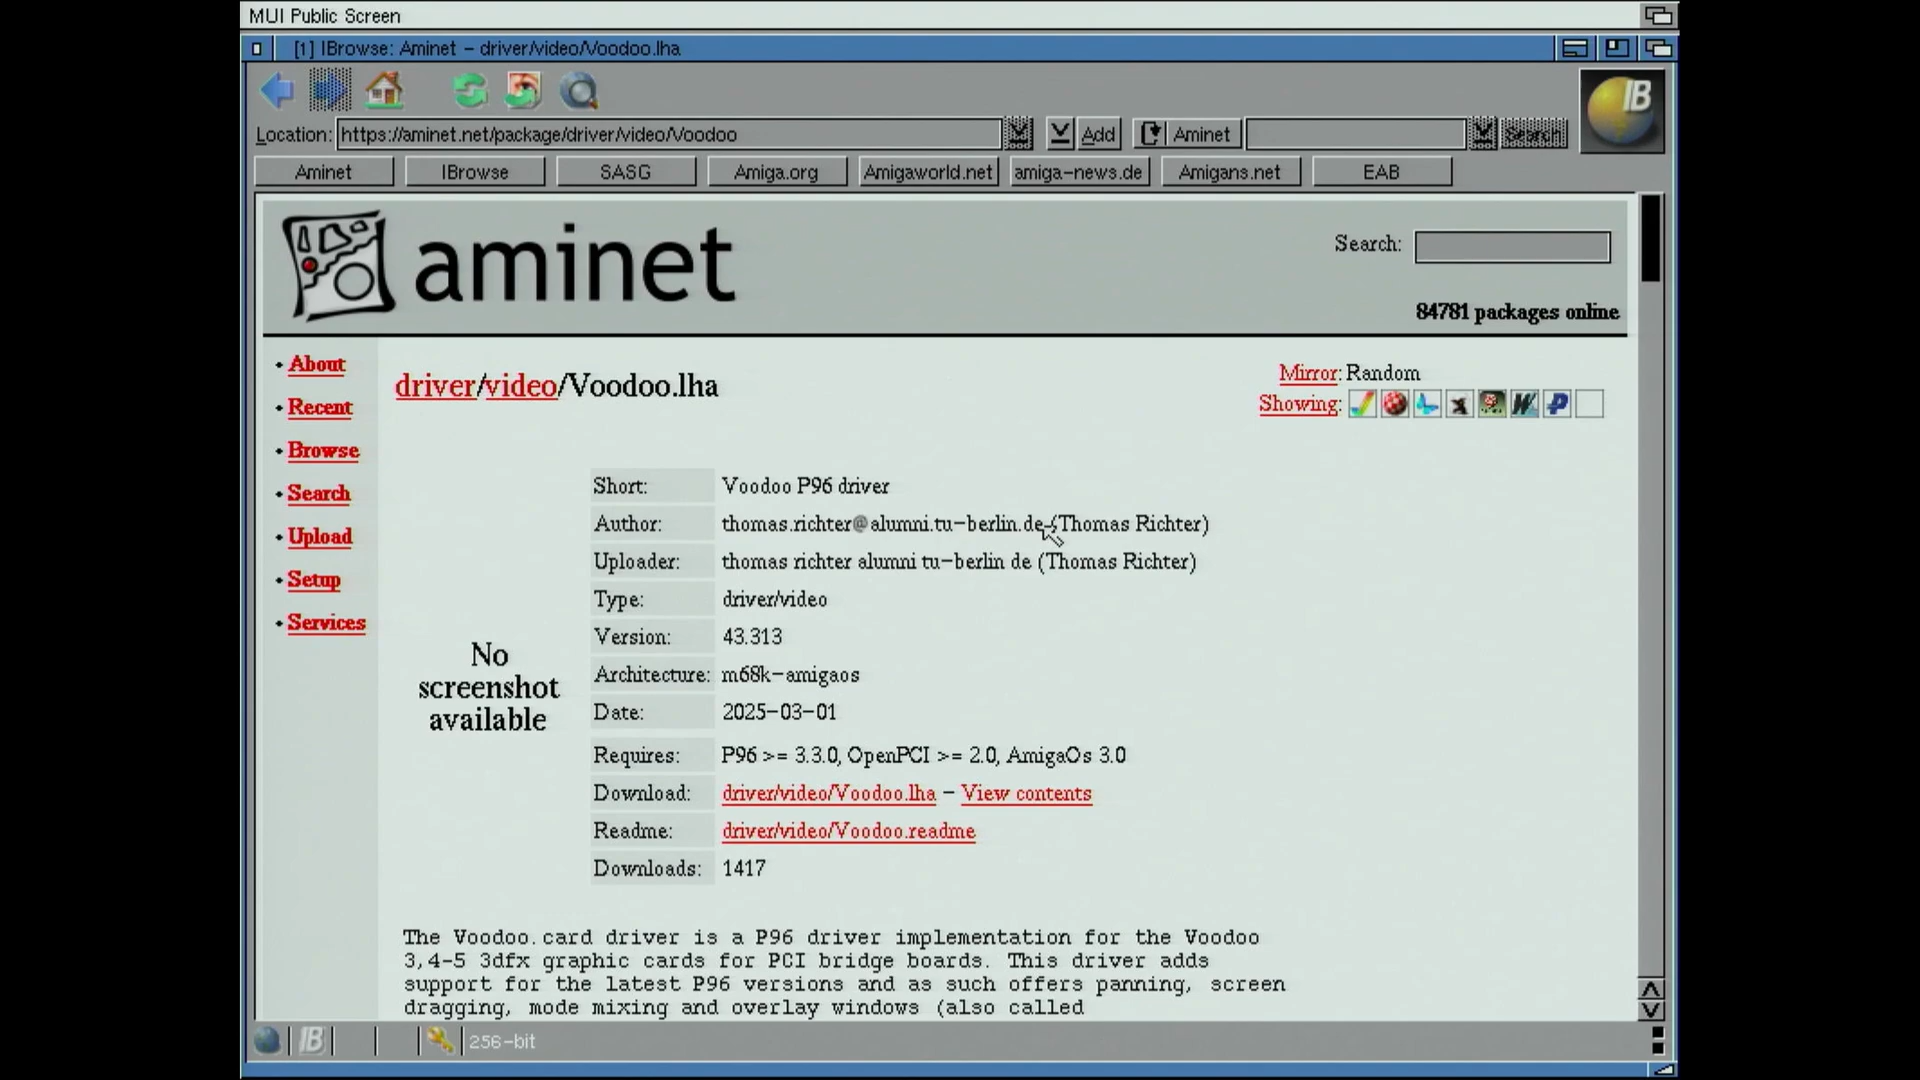 MUI Public Screen
[1] IBrowse: Aminet - driver/video/Voodoo.lha
IB
Location: https://aminet.net/package/driver/video/Voodoo Add Aminet Search
Aminet IBrowse SASG Amiga.org Amigaworld.net amiga-news.de Amigans.net EAB
aminet
Search:
84781 packages online
• About
• Recent
• Browse
• Search
• Upload
• Setup
• Services
driver/video/Voodoo.lha
Mirror: Random
Showing:
No
screenshot
available
Short: Voodoo P96 driver
Author: thomas.richter@alumni.tu-berlin.de (Thomas Richter)
Uploader: thomas richter alumni tu-berlin de (Thomas Richter)
Type: driver/video
Version: 43.313
Architecture: m68k-amigaos
Date: 2025-03-01
Requires: P96 >= 3.3.0, OpenPCI >= 2.0, AmigaOs 3.0
Download: driver/video/Voodoo.lha - View contents
Readme: driver/video/Voodoo.readme
Downloads: 1417
The Voodoo.card driver is a P96 driver implementation for the Voodoo
3,4-5 3dfx graphic cards for PCI bridge boards. This driver adds
support for the latest P96 versions and as such offers panning, screen
dragging, mode mixing and overlay windows (also called
IB 256-bit